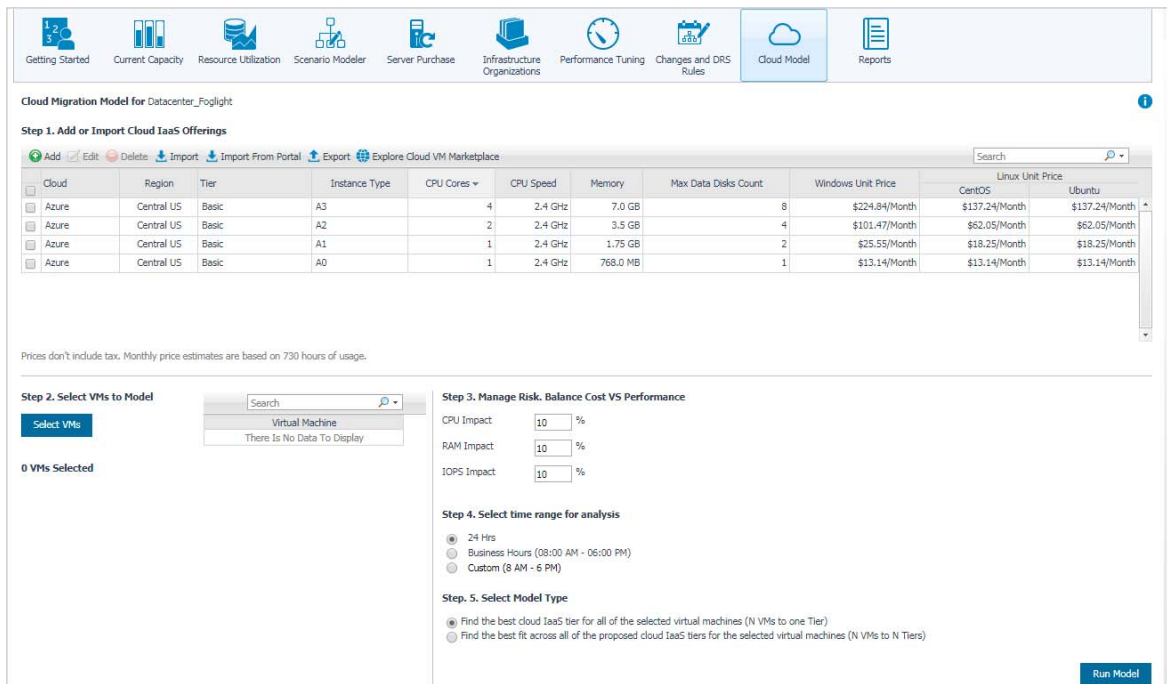 1 2 3
Getting Started
Current Capacity
Resource Utilization
Scenario Modeler
Server Purchase
Infrastructure
Organizations
Performance Tuning
Changes and DRS
Rules
Cloud Model
Reports
Cloud Migration Model for Datacenter_Foglight
Step 1. Add or Import Cloud IaaS Offerings
Add Edit Delete Import Import From Portal Export Explore Cloud VM Marketplace Search
Cloud Region Tier Instance Type CPU Cores CPU Speed Memory Max Data Disks Count Windows Unit Price Linux Unit Price
CentOS Ubuntu
Azure Central US Basic A3 4 2.4 GHz 7.0 GB 8 $224.84/Month $137.24/Month $137.24/Month
Azure Central US Basic A2 2 2.4 GHz 3.5 GB 4 $101.47/Month $62.05/Month $62.05/Month
Azure Central US Basic A1 1 2.4 GHz 1.75 GB 2 $25.55/Month $18.25/Month $18.25/Month
Azure Central US Basic A0 1 2.4 GHz 768.0 MB 1 $13.14/Month $13.14/Month $13.14/Month
Prices don't include tax. Monthly price estimates are based on 730 hours of usage.
Step 2. Select VMs to Model
Select VMs
Search
Virtual Machine
There Is No Data To Display
0 VMs Selected
Step 3. Manage Risk. Balance Cost VS Performance
CPU Impact 10 %
RAM Impact 10 %
IOPS Impact 10 %
Step 4. Select time range for analysis
24 Hrs
Business Hours (08:00 AM - 06:00 PM)
Custom (8 AM - 6 PM)
Step. 5. Select Model Type
Find the best cloud IaaS tier for all of the selected virtual machines (N VMs to one Tier)
Find the best fit across all of the proposed cloud IaaS tiers for the selected virtual machines (N VMs to N Tiers)
Run Model